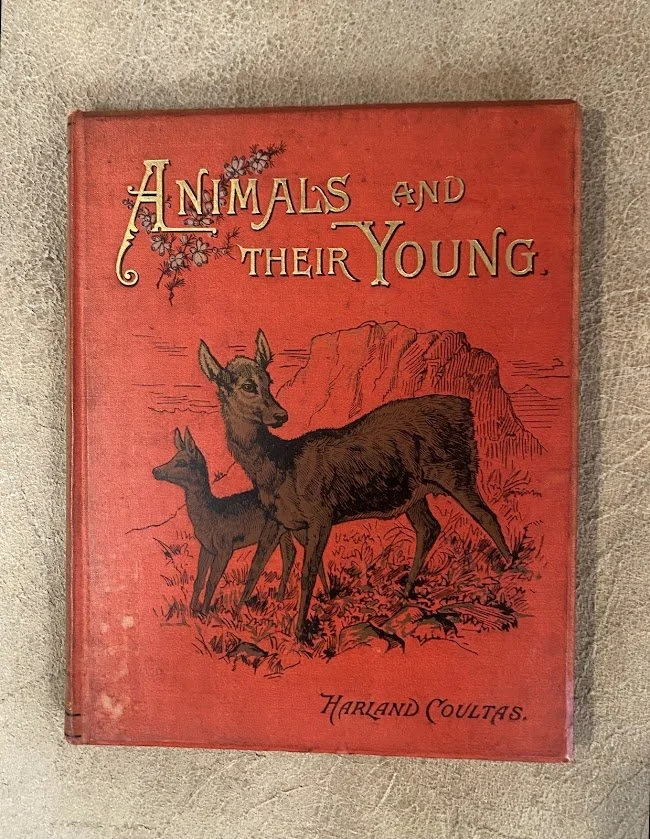 Animals and
their Young.
Harland Coultas.